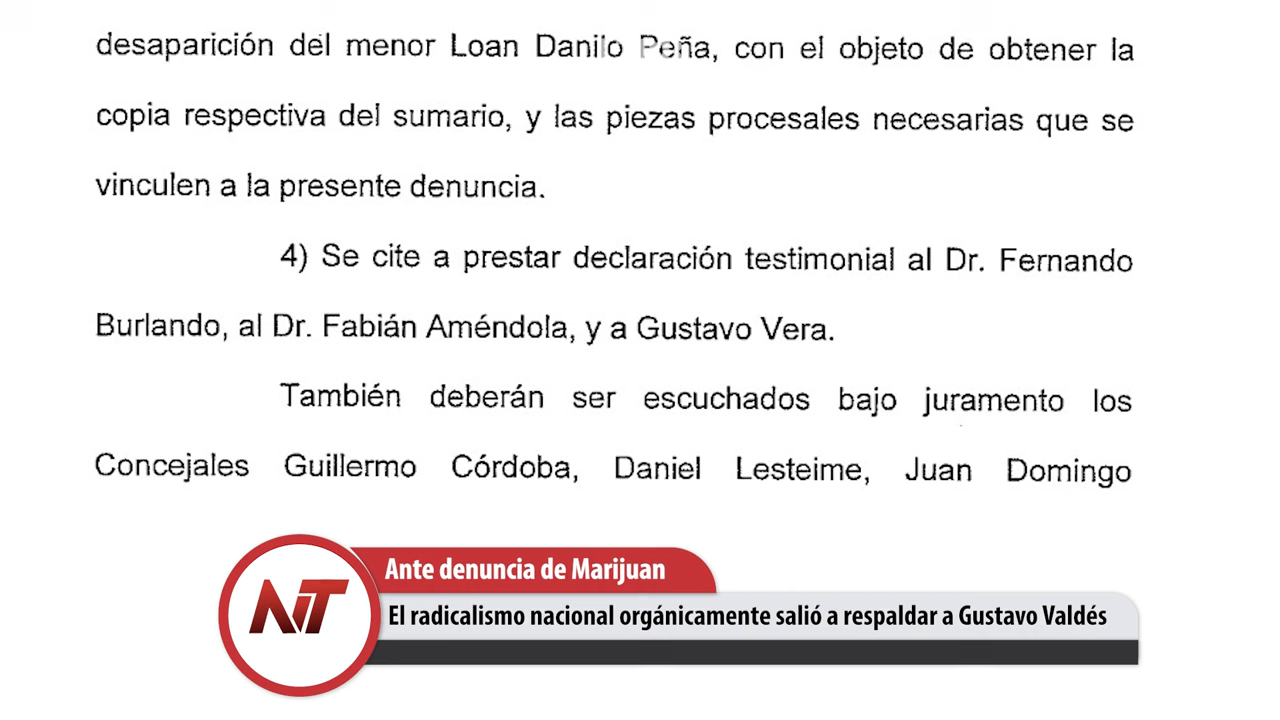 desaparición del menor Loan Danilo Peña, con el objeto de obtener la
copia respectiva del sumario, y las piezas procesales necesarias que se
vinculen a la presente denuncia.
4) Se cite a prestar declaración testimonial al Dr. Fernando
Burlando, al Dr. Fabián Améndola, y a Gustavo Vera.
También deberán ser escuchados bajo juramento los
Concejales Guillermo Córdoba, Daniel Lesteime, Juan Domingo
NT
Ante denuncia de Marijuan
El radicalismo nacional orgánicamente salió a respaldar a Gustavo Valdés